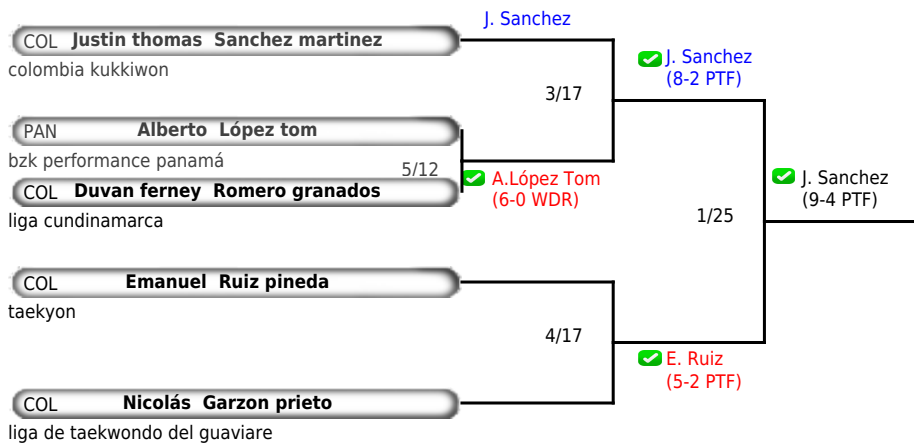 J. Sanchez
COL Justin thomas Sanchez martinez
colombia kukkiwon
J. Sanchez
(8-2 PTF)
3/17
PAN Alberto López tom
bzk performance panamá
5/12
A.López Tom
(6-0 WDR)
COL Duvan ferney Romero granados
liga cundinamarca
J. Sanchez
(9-4 PTF)
1/25
COL Emanuel Ruiz pineda
taekyon
4/17
E. Ruiz
(5-2 PTF)
COL Nicolás Garzon prieto
liga de taekwondo del guaviare